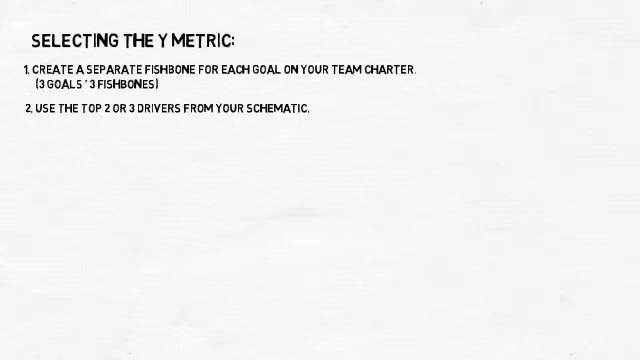 SELECTING THE Y METRIC:
1. CREATE A SEPARATE FISHBONE FOR EACH GOAL ON YOUR TEAM CHARTER.
(3 GOALS = 3 FISHBONES)
2. USE THE TOP 2 OR 3 DRIVERS FROM YOUR SCHEMATIC.